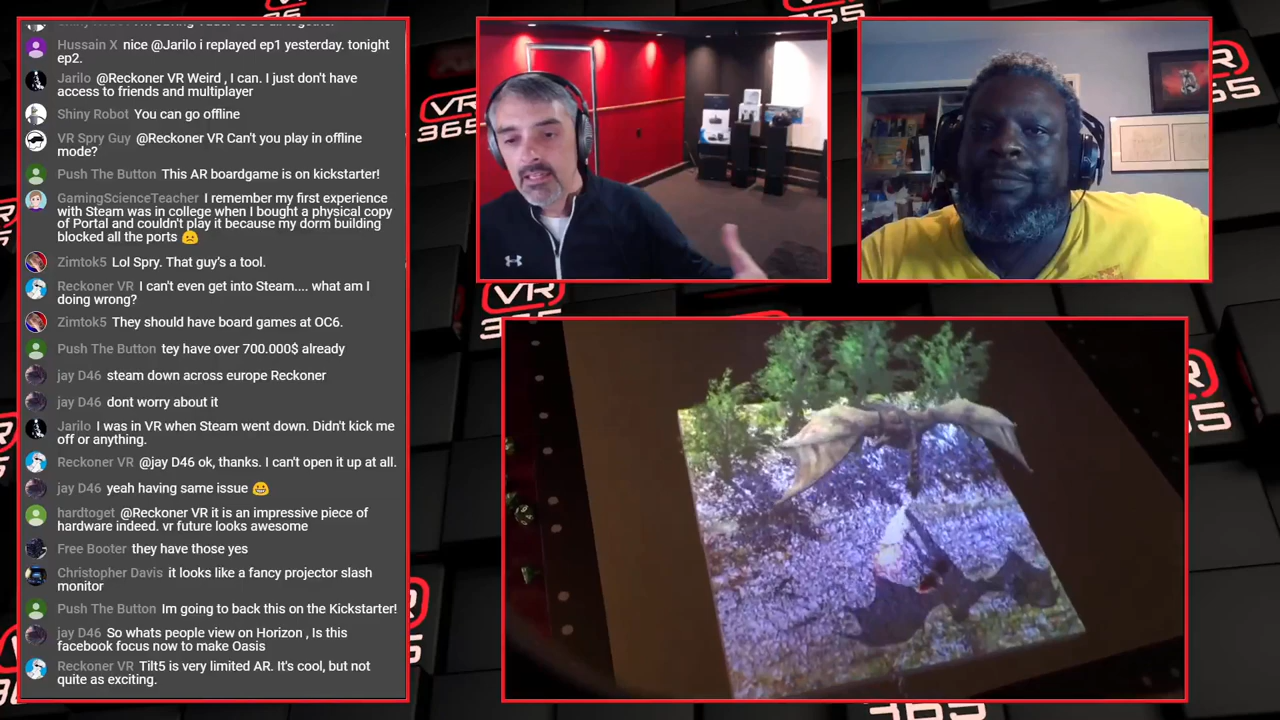 Hussain X nice @Jarilo i replayed ep1 yesterday. tonight
ep2.
Jarilo @Reckoner VR Weird , I can. I just don't have
access to friends and multiplayer
Shiny Robot You can go offline
VR Spry Guy @Reckoner VR Can't you play in offline
mode?
Push The Button This AR boardgame is on kickstarter!
GamingScienceTeacher I remember my first experience
with Steam was in college when I bought a physical copy
of Portal and couldn't play it because my dorm building
blocked all the ports 🙁
Zimtok5 Lol Spry. That guy's a tool.
Reckoner VR I can't even get into Steam.... what am I
doing wrong?
Zimtok5 They should have board games at OC6.
Push The Button tey have over 700.000$ already
jay D46 steam down across europe Reckoner
jay D46 dont worry about it
Jarilo I was in VR when Steam went down. Didn't kick me
off or anything.
Reckoner VR @jay D46 ok, thanks. I can't open it up at all.
jay D46 yeah having same issue 😬
hardtoget @Reckoner VR it is an impressive piece of
hardware indeed. vr future looks awesome
Free Booter they have those yes
Christopher Davis it looks like a fancy projector slash
monitor
Push The Button Im going to back this on the Kickstarter!
jay D46 So whats people view on Horizon , Is this
facebook focus now to make Oasis
Reckoner VR Tilt5 is very limited AR. It's cool, but not
quite as exciting.
VR
365
VR
365